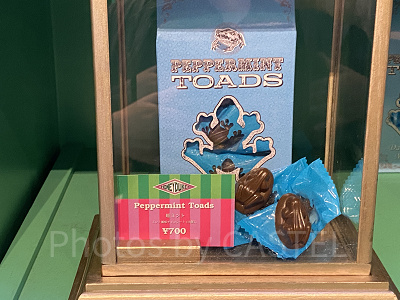 PEPPERMINT
TOADS
HONEYDUKES
Peppermint Toads
¥700
Photos by CASTEL